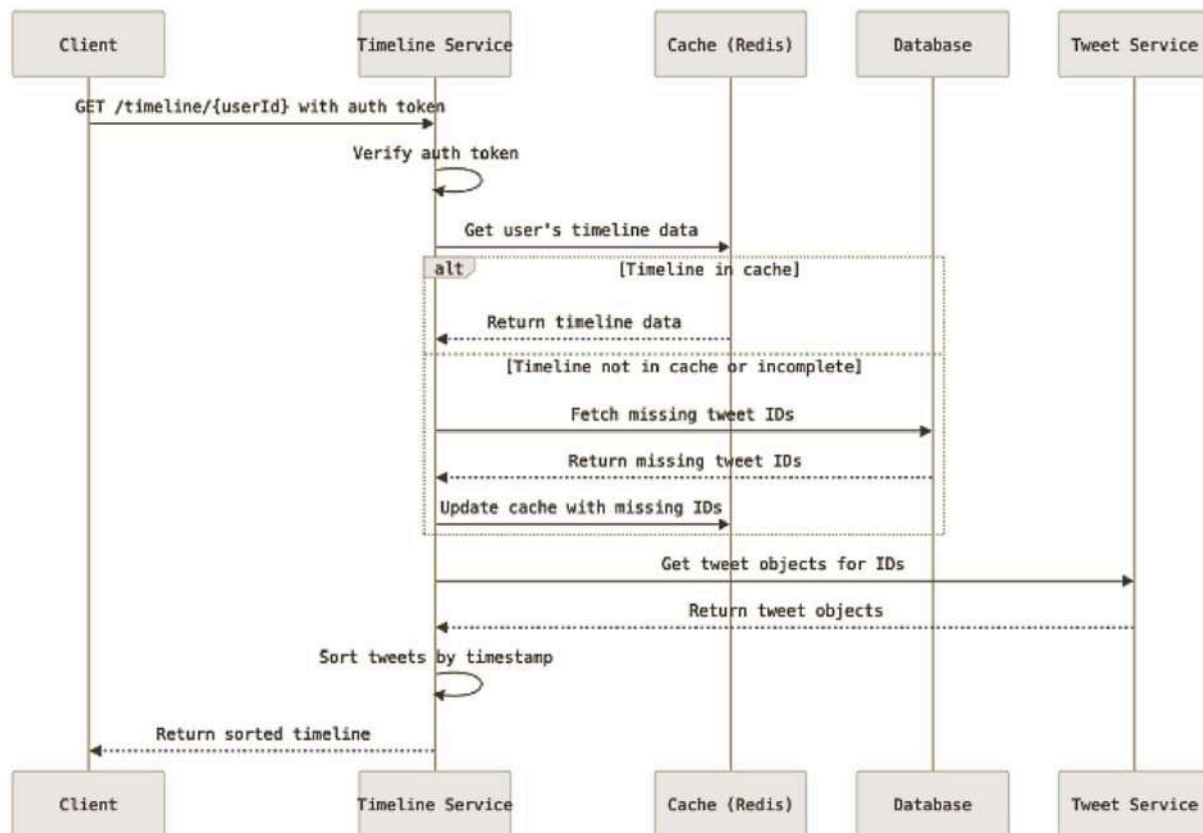 Client
Timeline Service
Cache (Redis)
Database
Tweet Service
GET /timeline/{userId} with auth token
Verify auth token
Get user's timeline data
alt
[Timeline in cache]
Return timeline data
[Timeline not in cache or incomplete]
Fetch missing tweet IDs
Return missing tweet IDs
Update cache with missing IDs
Get tweet objects for IDs
Return tweet objects
Sort tweets by timestamp
Return sorted timeline
Client
Timeline Service
Cache (Redis)
Database
Tweet Service